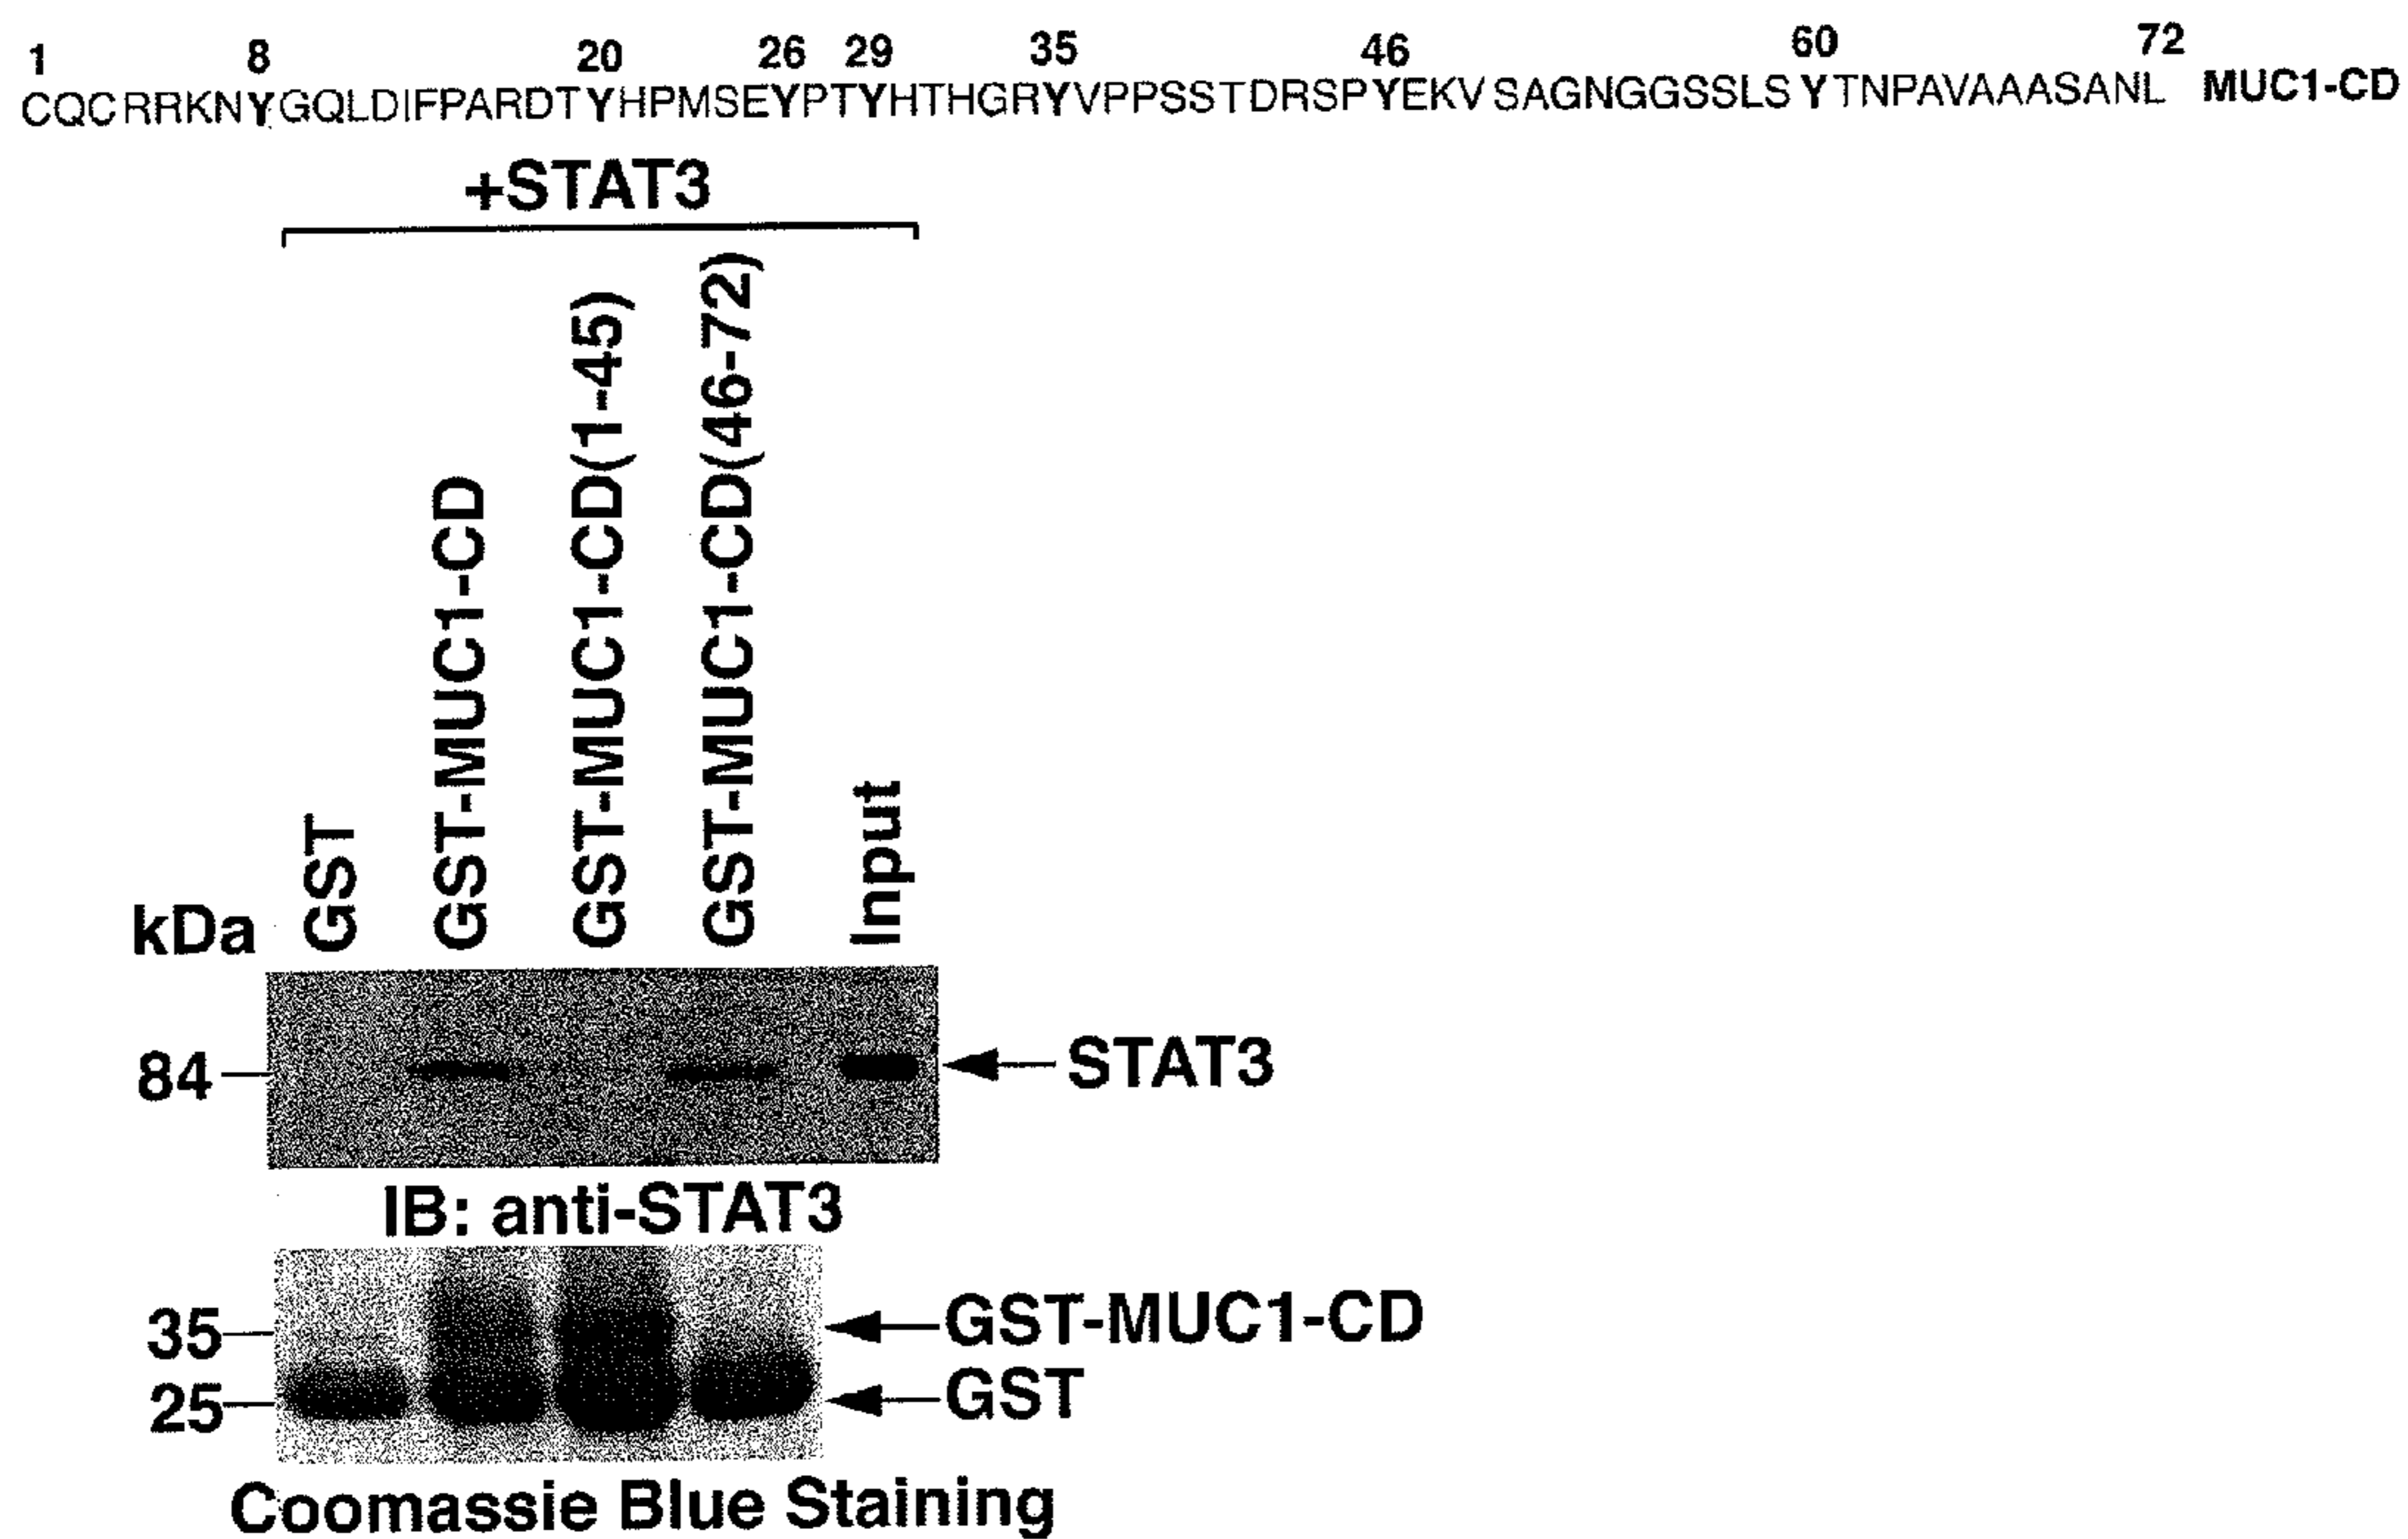 1 8 20 26 29 35 46 60 72
CQCRRKNYGQLDIFPARDTYHPMSEYPTYHTHGRYVPPSSTDRSPYEKVSAGNGGSSLSYTNPAVAAASANL MUC1-CD
+STAT3
GST
GST-MUC1-CD
GST-MUC1-CD(1-45)
GST-MUC1-CD(46-72)
Input
kDa
84
STAT3
IB: anti-STAT3
35
GST-MUC1-CD
25
GST
Coomassie Blue Staining